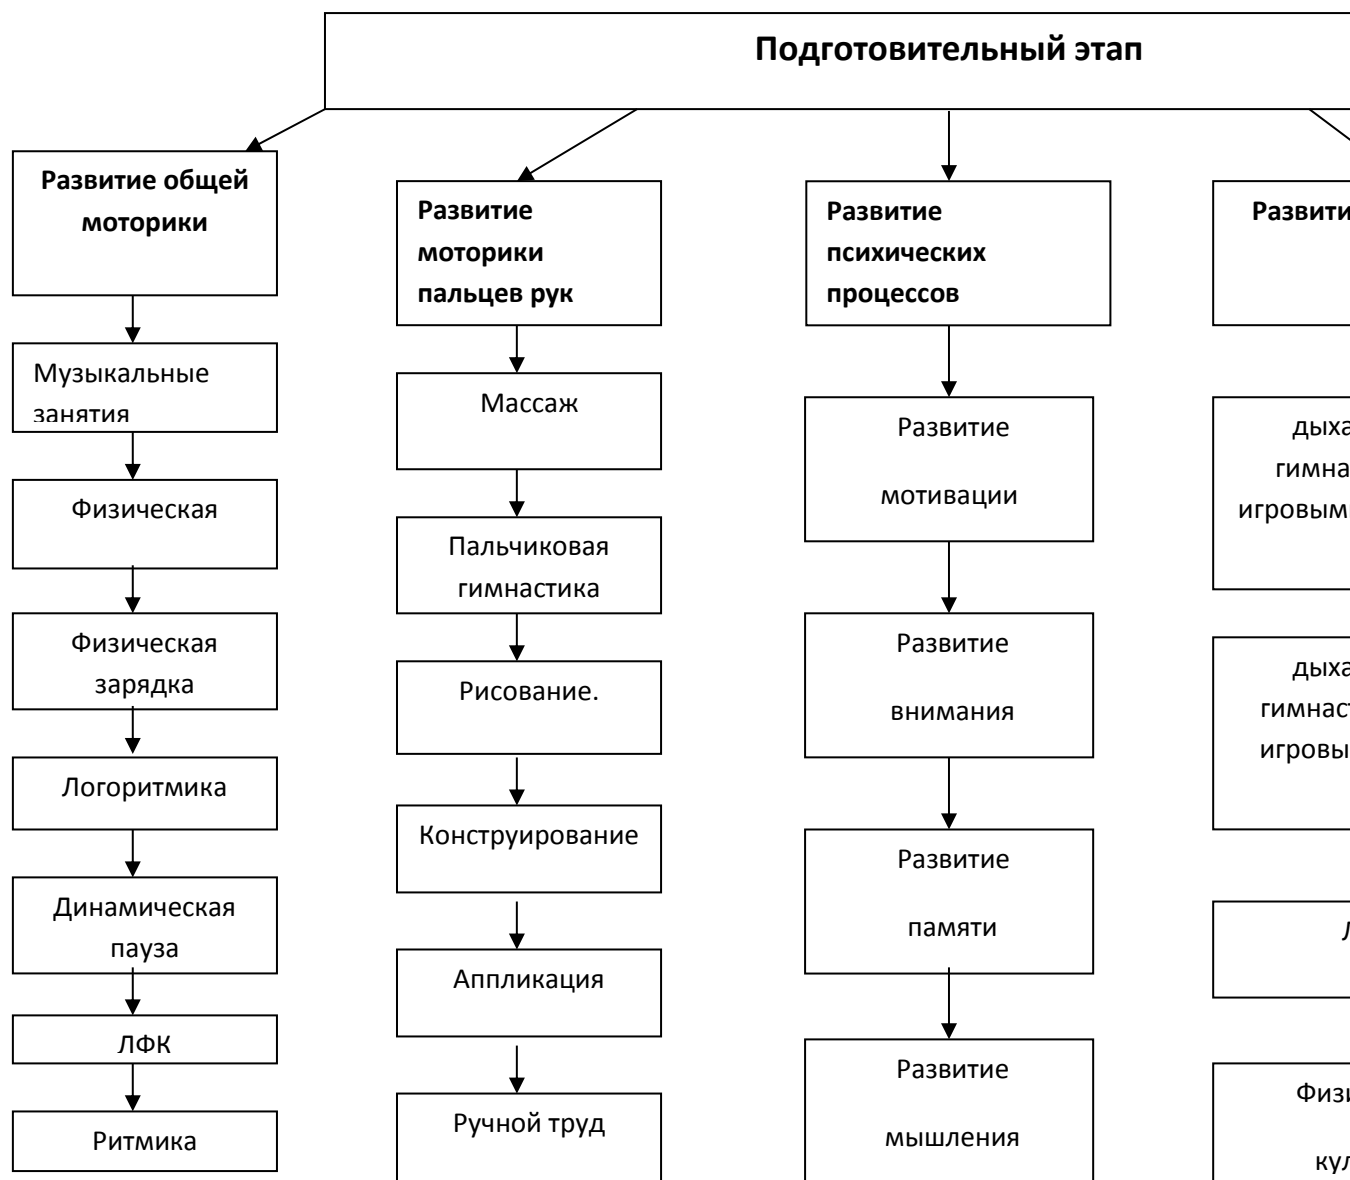 Подготовительный этап
Развитие общей
моторики
Музыкальные
занятия
Физическая
Физическая
зарядка
Логоритмика
Динамическая
пауза
ЛФК
Ритмика
Развитие
моторики
пальцев рук
Массаж
Пальчиковая
гимнастика
Рисование.
Конструирование
Аппликация
Ручной труд
Развитие
психических
процессов
Развитие
мотивации
Развитие
внимания
Развитие
памяти
Развитие
мышления